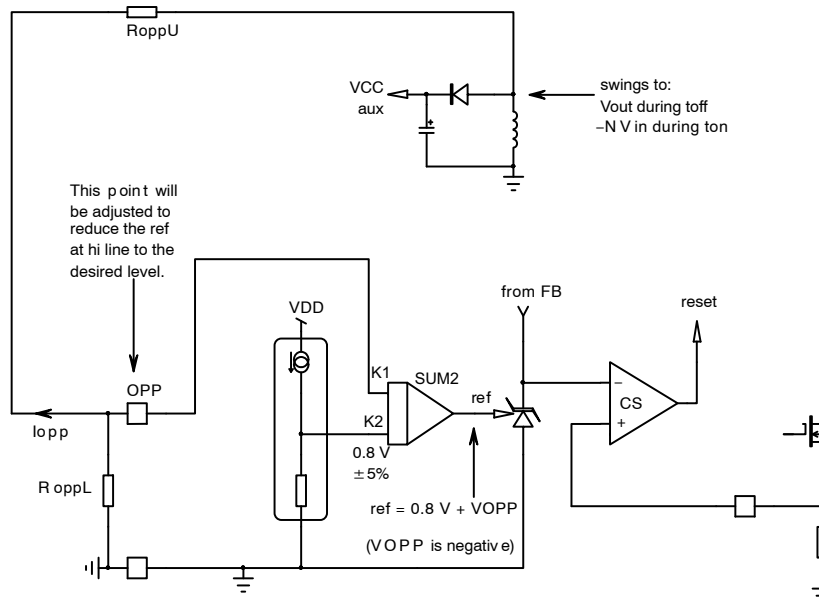 RoppU
VCC
aux
swings to:
Vout during toff
−N V in during ton
This point will
be adjusted to
reduce the ref
at hi line to the
desired level.
from FB
reset
VDD
OPP
K1
SUM2
ref
K2
Iopp
0.8 V
±5%
−
CS
+
R oppL
ref = 0.8 V + VOPP
(VOPP is negative)
+